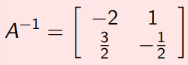 A⁻¹ = [ −2 1
3/2 −1/2 ]